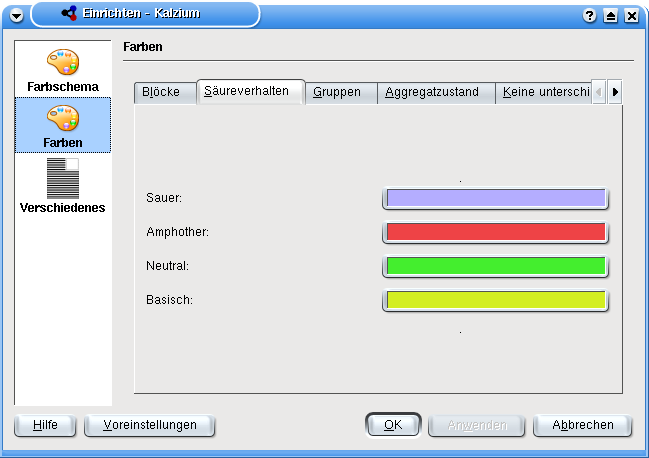 Einrichten - Kalzium
Farbschema
Farben
Verschiedenes
Farben
Blöcke Säureverhalten Gruppen Aggregatzustand Keine unterschi
Sauer:
Amphother:
Neutral:
Basisch:
Hilfe Voreinstellungen OK Anwenden Abbrechen